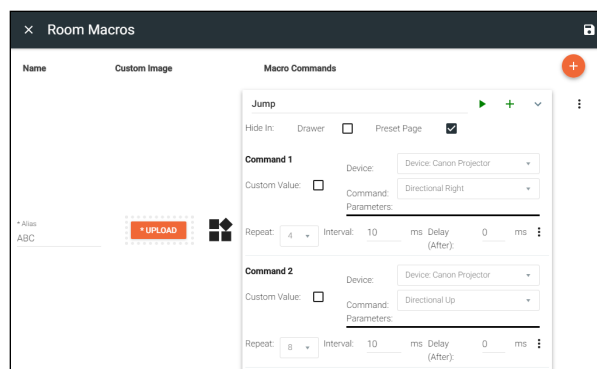 × Room Macros
Name Custom Image Macro Commands
Jump
Hide In: Drawer Preset Page
Command 1
Device: Device: Canon Projector
Custom Value:
Command: Directional Right
Parameters:
* Alias
ABC
* UPLOAD
Repeat: 4 Interval: 10 ms Delay (After): 0 ms
Command 2
Device: Device: Canon Projector
Custom Value:
Command: Directional Up
Parameters:
Repeat: 8 Interval: 10 ms Delay (After): 0 ms